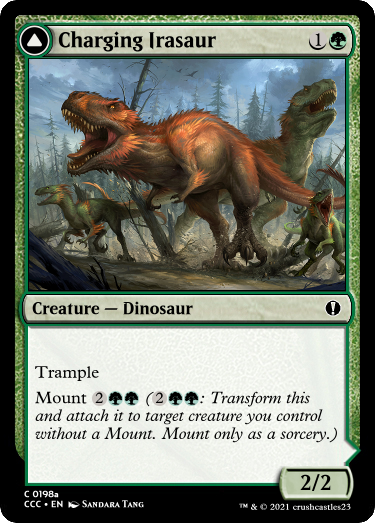 Charging Irasaur 1
Creature — Dinosaur
Trample
Mount 2 (2: Transform this
and attach it to target creature you control
without a Mount. Mount only as a sorcery.)
2/2
C 0198a
CCC • EN SANDARA TANG
™ & © 2021 crushcastles23